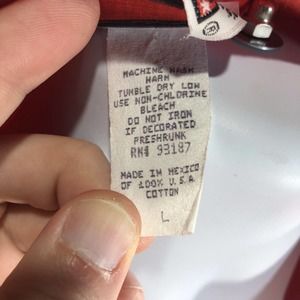 MACHINE WASH
WARM
TUMBLE DRY LOW
USE NON-CHLORINE
BLEACH
DO NOT IRON
IF DECORATED
PRESHRUNK
RN# 93187
MADE IN MEXICO
OF 100% U.S.A
COTTON
L